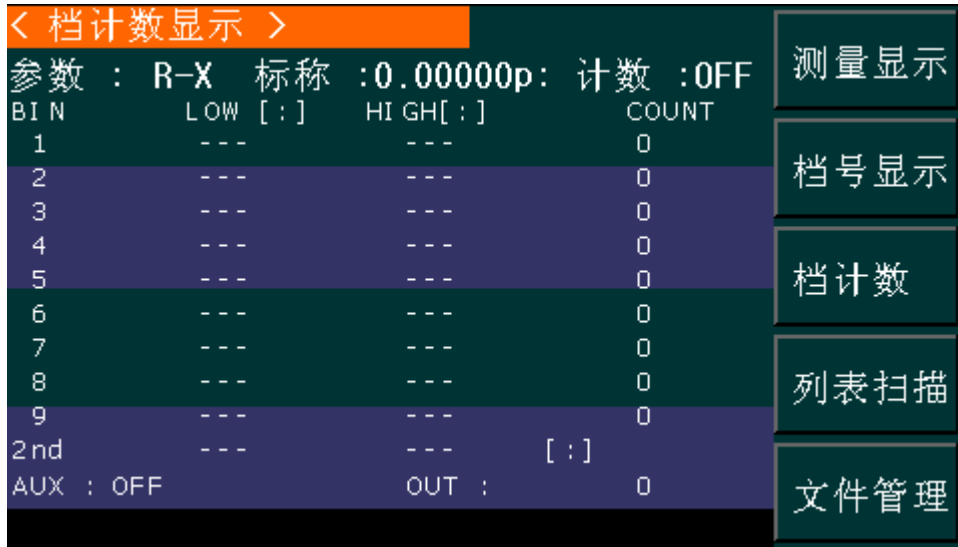 < 档计数显示 >
参数 : R-X 标称 :0.00000p: 计数 :OFF
BIN LOW [:] HIGH[:] COUNT
1 --- --- 0
2 --- --- 0
3 --- --- 0
4 --- --- 0
5 --- --- 0
6 --- --- 0
7 --- --- 0
8 --- --- 0
9 --- --- 0
2nd --- --- [:]
AUX : OFF OUT : 0
测量显示
档号显示
档计数
列表扫描
文件管理